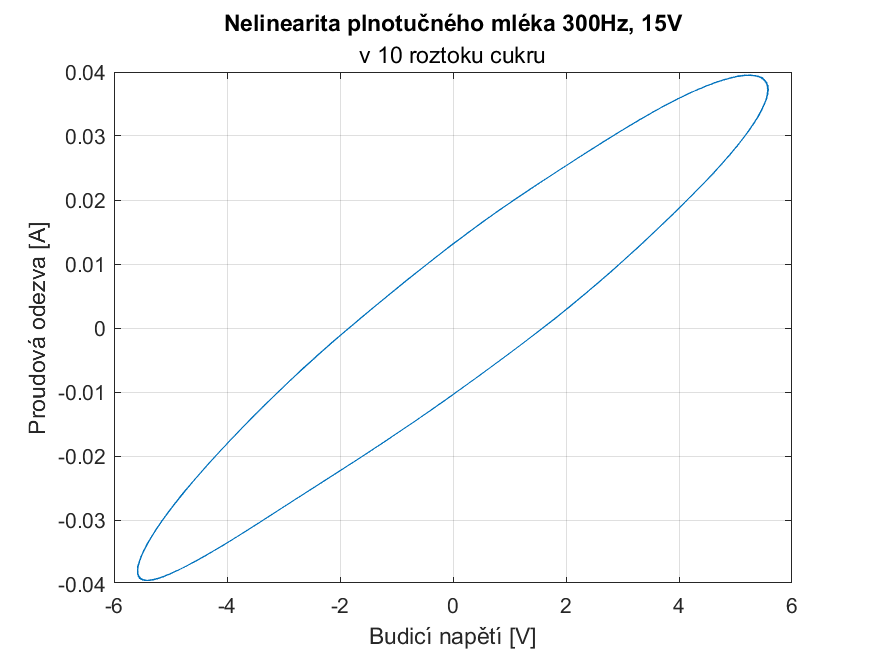 Nelinearita plnotučného mléka 300Hz, 15V
v 10 roztoku cukru
0.04
0.03
0.02
0.01
0
-0.01
-0.02
-0.03
-0.04
Proudová odezva [A]
-6 -4 -2 0 2 4 6
Budicí napětí [V]